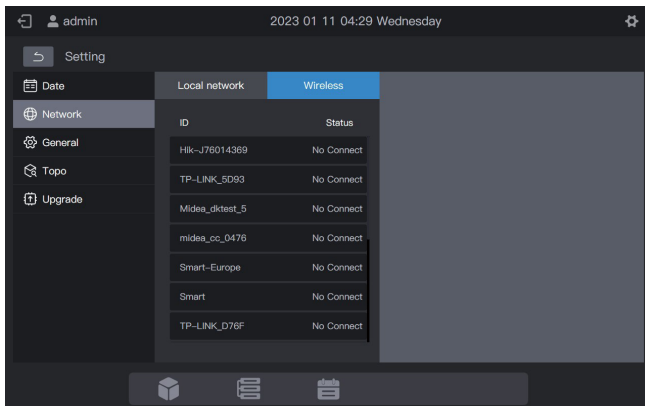 admin 2023 01 11 04:29 Wednesday
Setting
Date
Network
General
Topo
Upgrade
Local network Wireless
ID Status
Hik-J76014369 No Connect
TP-LINK_5D93 No Connect
Midea_dktest_5 No Connect
midea_cc_0476 No Connect
Smart-Europe No Connect
Smart No Connect
TP-LINK_D76F No Connect